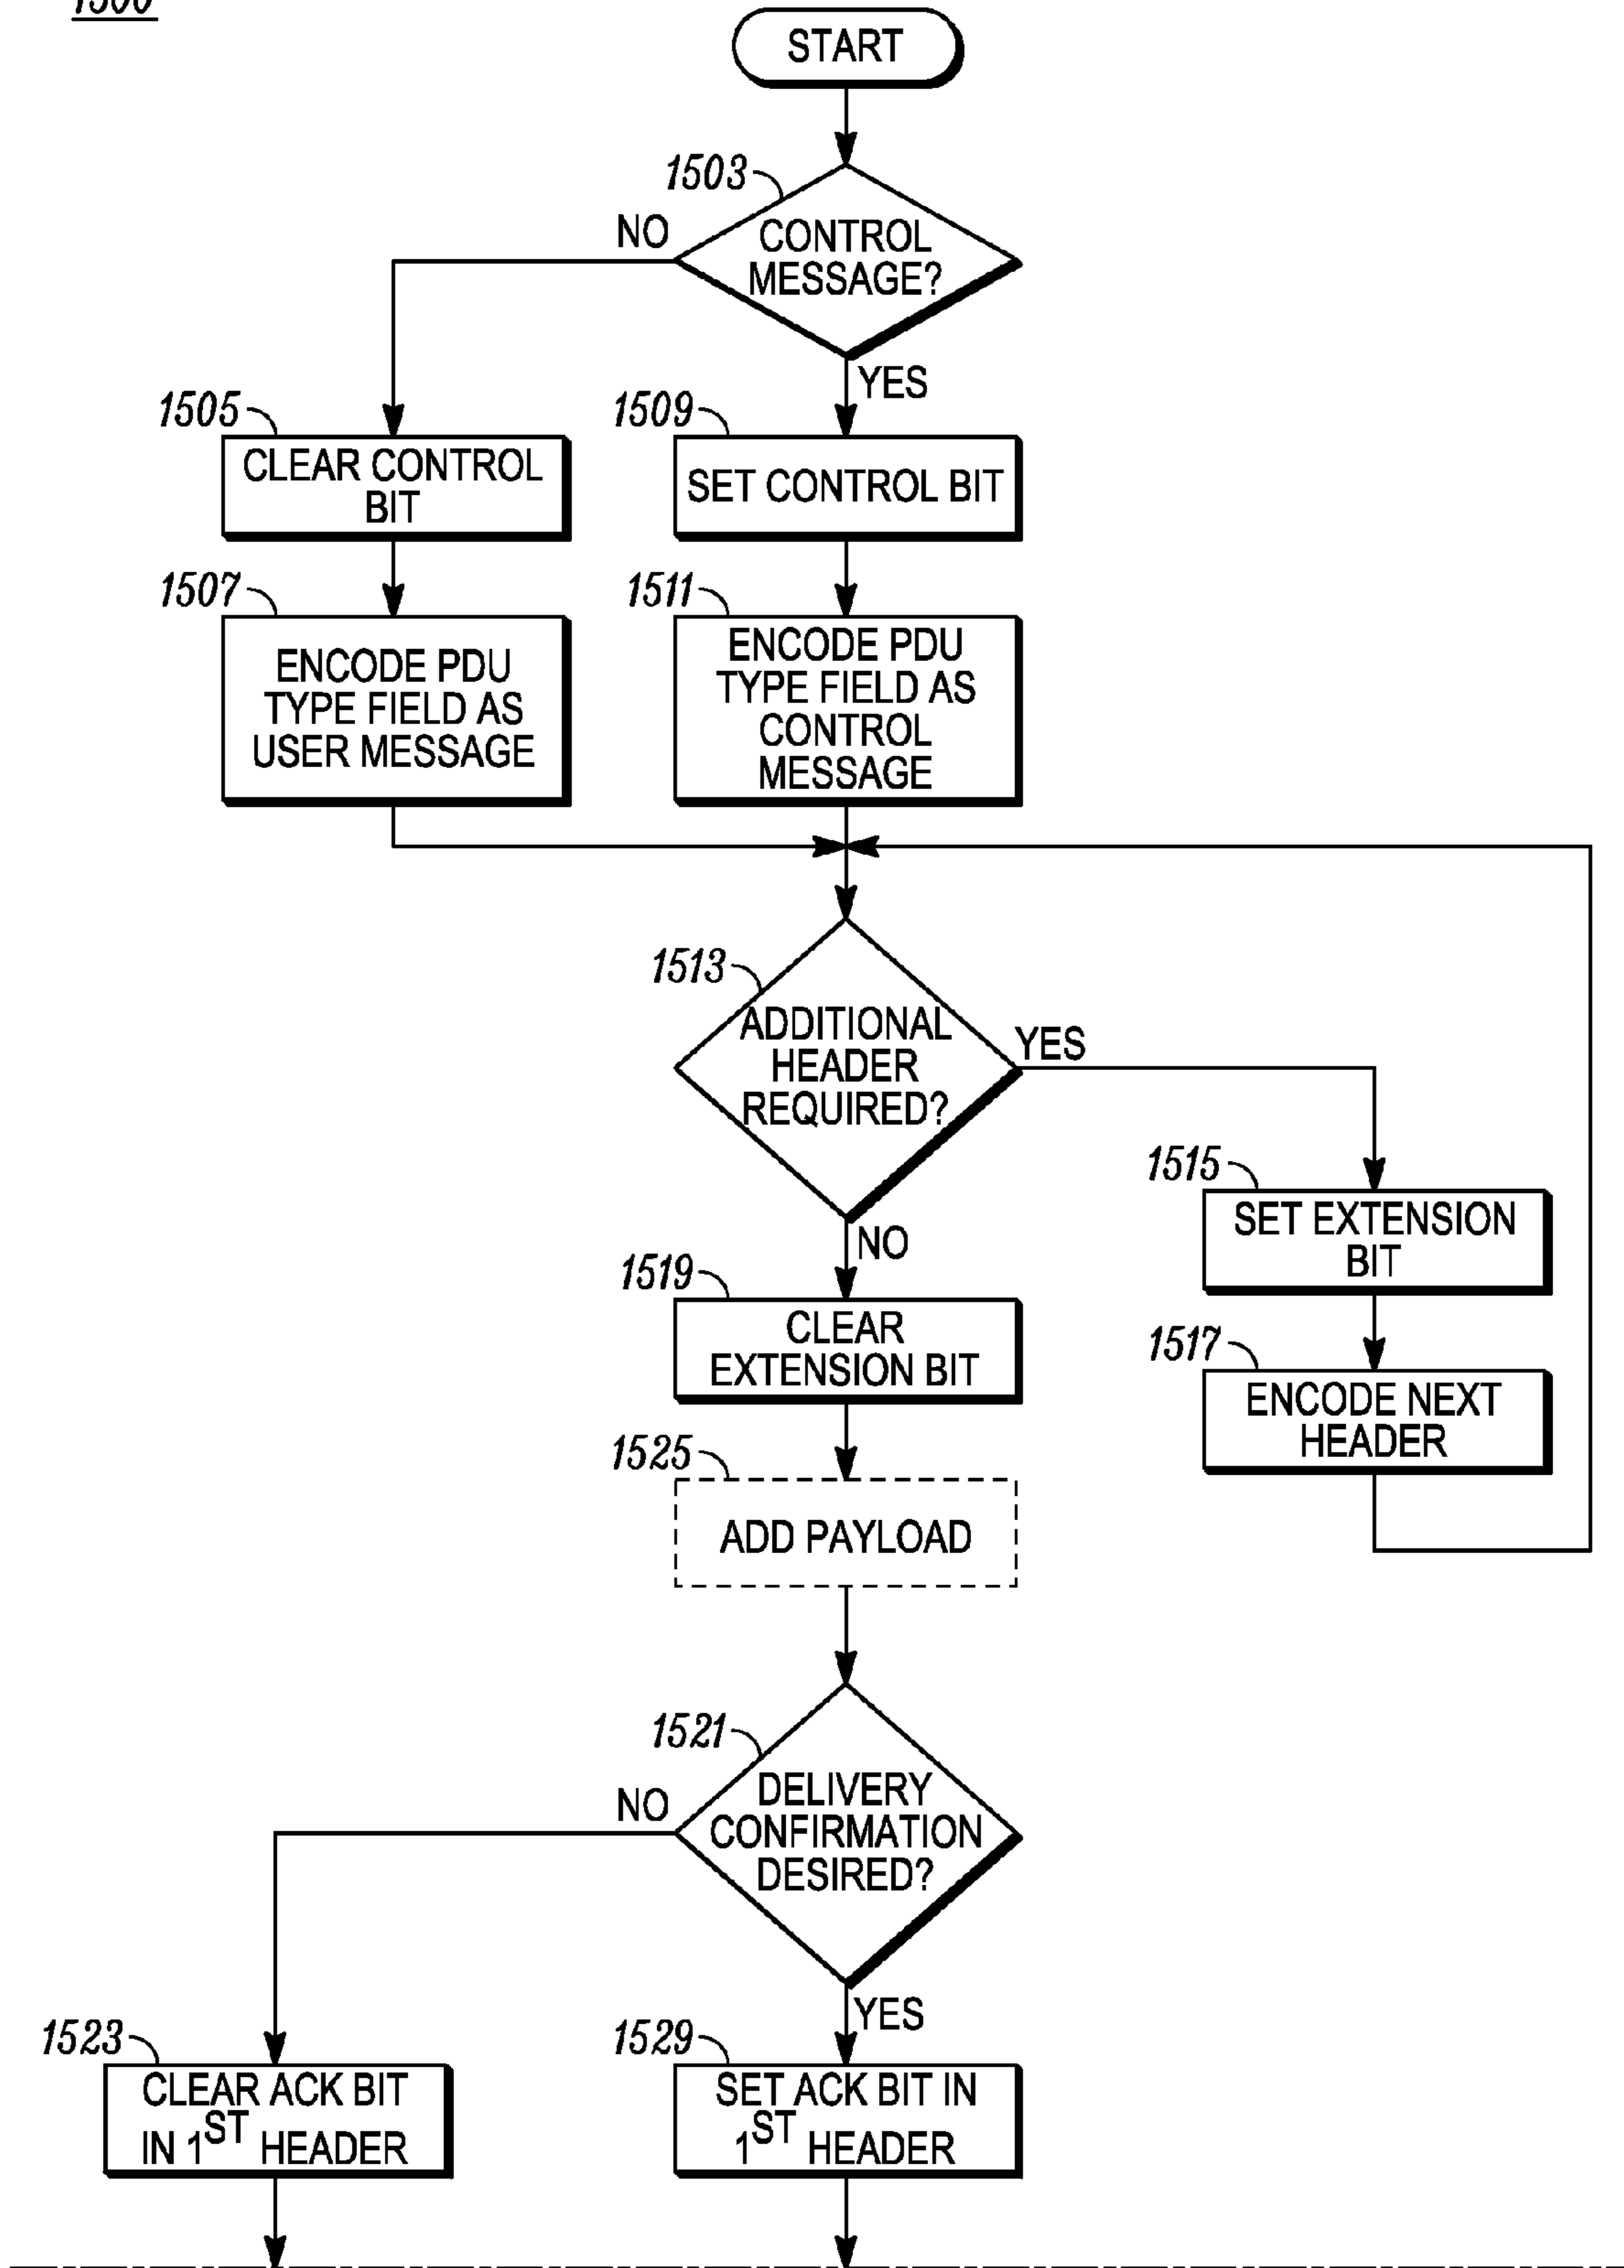 START
1503
NO
CONTROL
MESSAGE?
YES
1505
CLEAR CONTROL
BIT
1509
SET CONTROL BIT
1507
ENCODE PDU
TYPE FIELD AS
USER MESSAGE
1511
ENCODE PDU
TYPE FIELD AS
CONTROL
MESSAGE
1513
ADDITIONAL
HEADER
REQUIRED?
YES
NO
1515
SET EXTENSION
BIT
1519
CLEAR
EXTENSION BIT
1517
ENCODE NEXT
HEADER
1525
ADD PAYLOAD
1521
NO
DELIVERY
CONFIRMATION
DESIRED?
YES
1523
CLEAR ACK BIT
IN 1ST HEADER
1529
SET ACK BIT IN
1ST HEADER